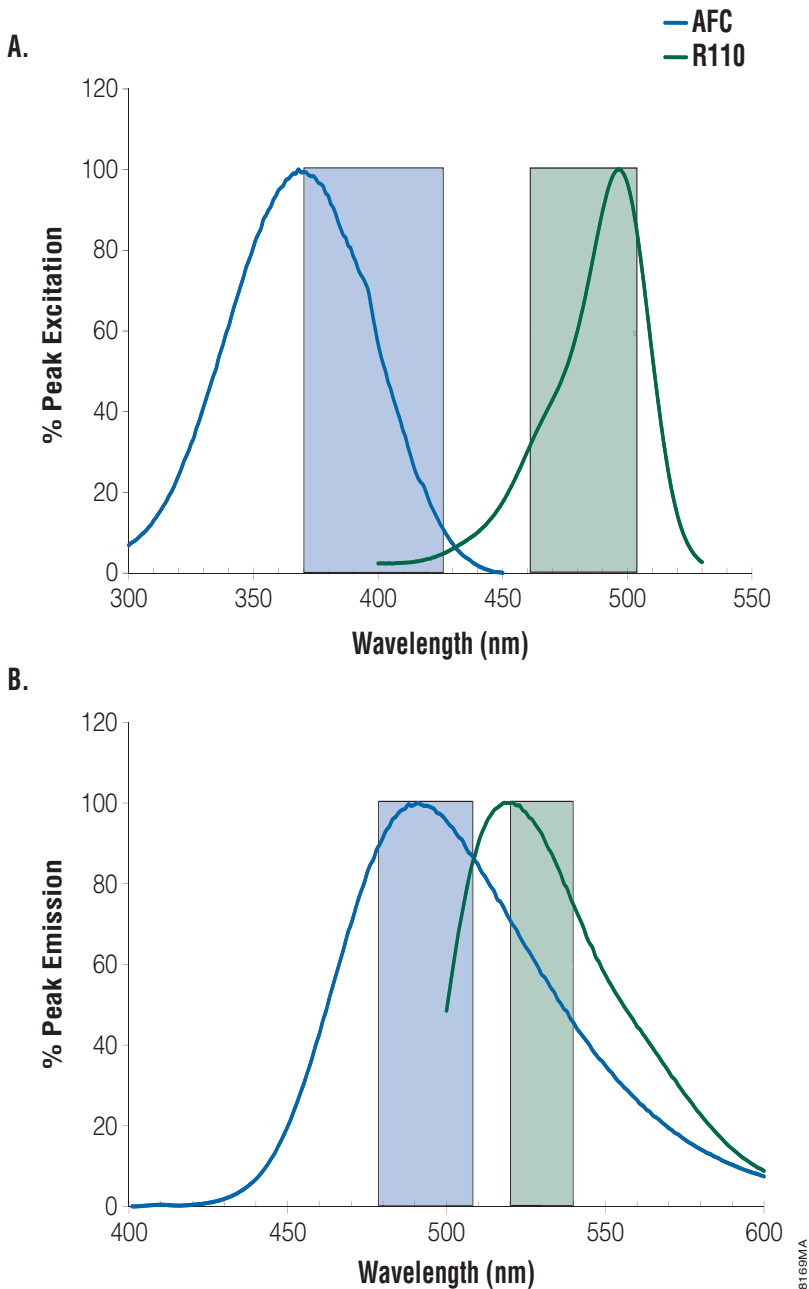 AFC
R110
A.
120
100
80
60
40
20
0
% Peak Excitation
300 350 400 450 500 550
Wavelength (nm)
B.
120
100
80
60
40
20
0
% Peak Emission
400 450 500 550 600
Wavelength (nm)
8169MA